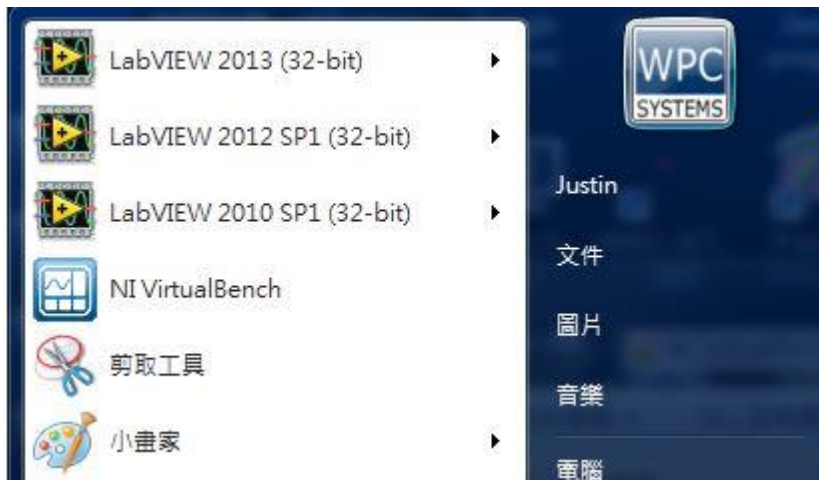 LabVIEW 2013 (32-bit)
LabVIEW 2012 SP1 (32-bit)
LabVIEW 2010 SP1 (32-bit)
NI VirtualBench
剪取工具
小畫家
WPC
SYSTEMS
Justin
文件
圖片
音樂
電腦